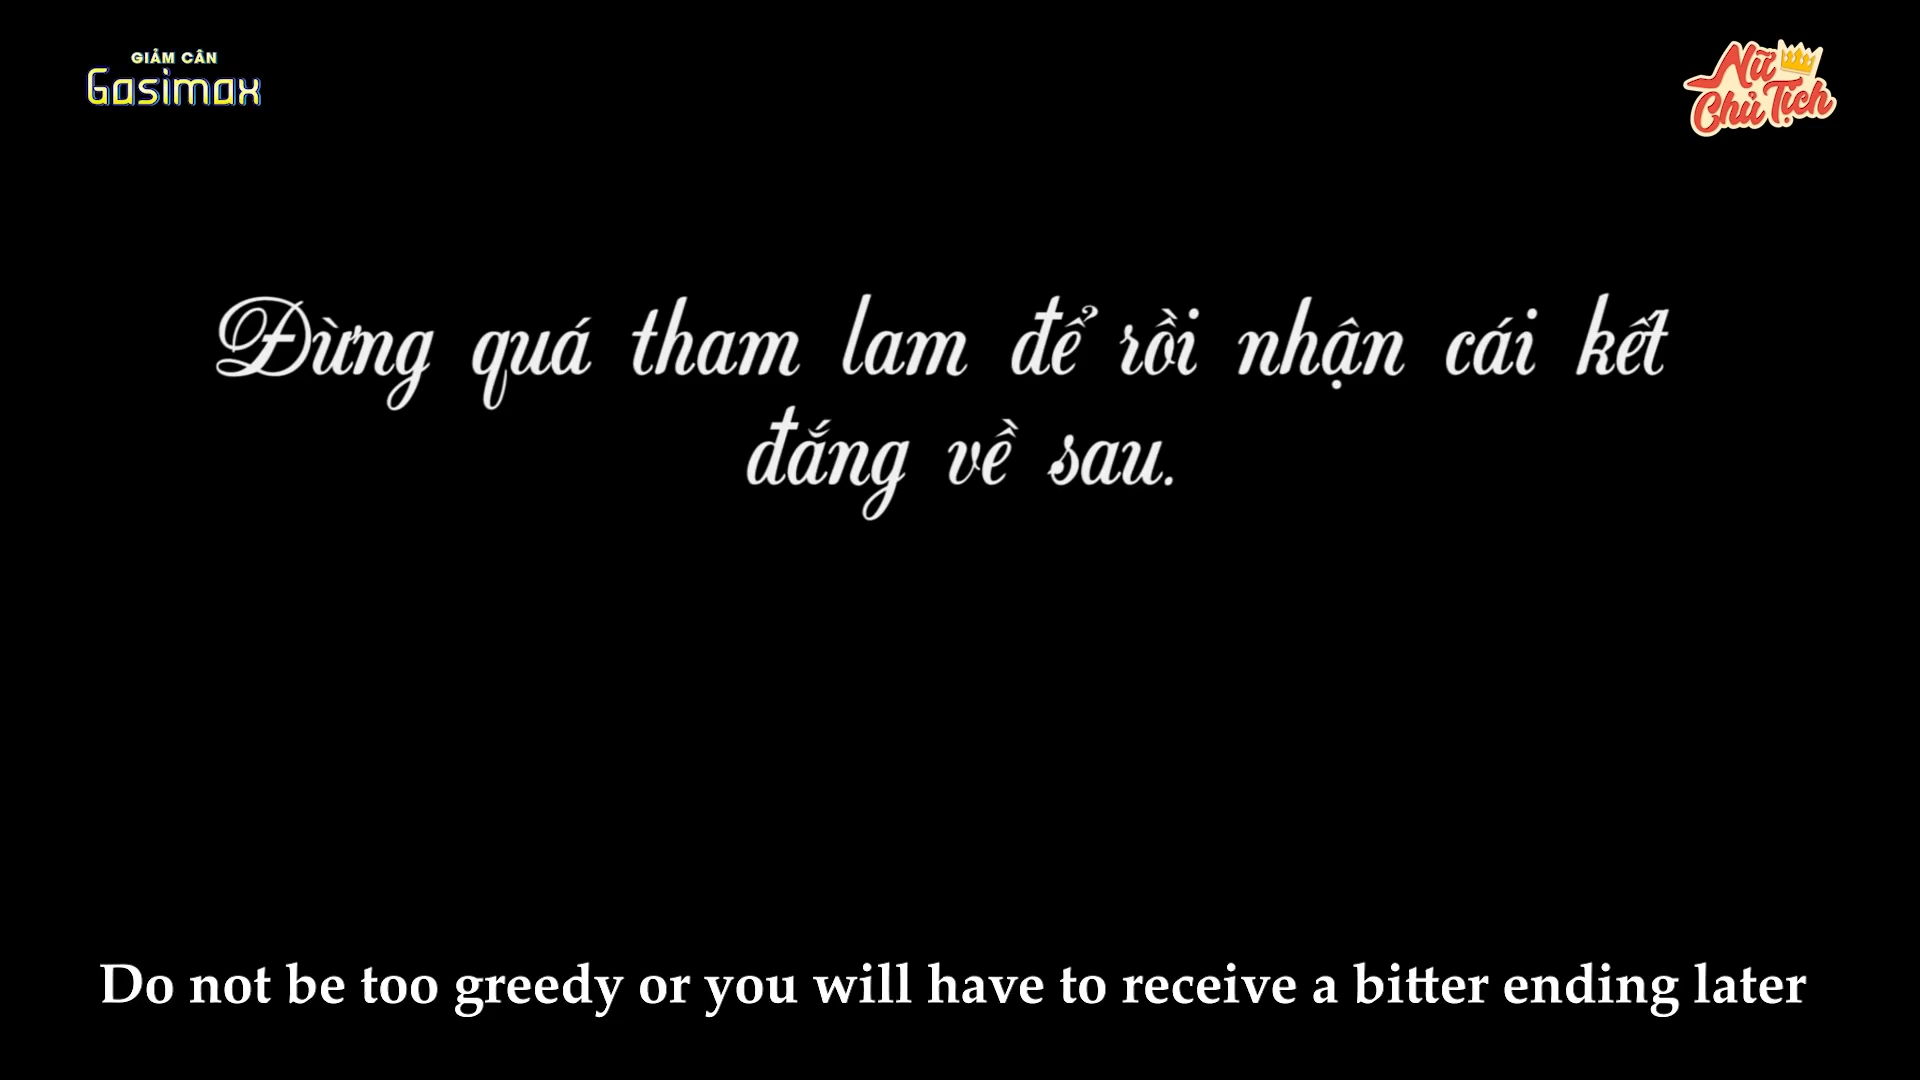 GIẢM CÂN
Gasimax
Nữ
Chủ Tịch
Đừng quá tham lam để rồi nhận cái kết
đắng về sau.
Do not be too greedy or you will have to receive a bitter ending later